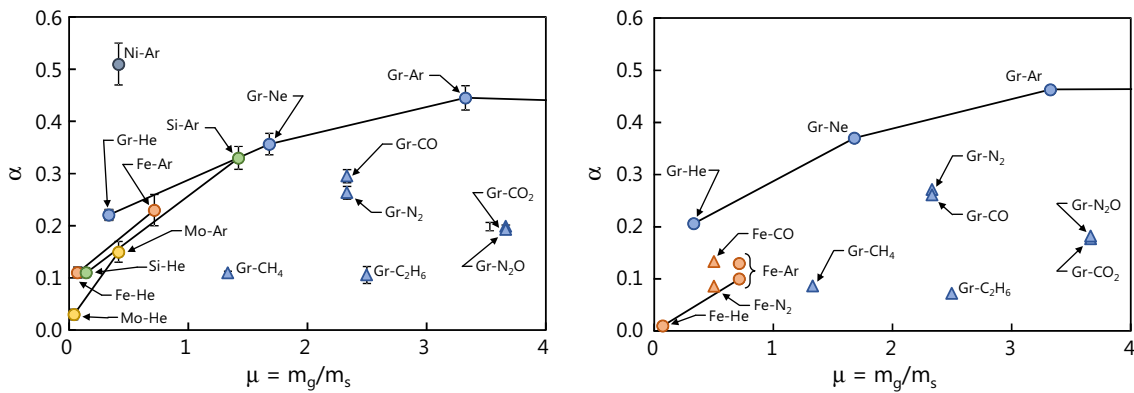 0.6
0.5
0.4
0.3
0.2
0.1
0.0
α
Ni-Ar
Gr-Ar
Gr-Ne
Si-Ar
Gr-He
Fe-Ar
Gr-CO
Gr-N₂
Gr-CO₂
Mo-Ar
Si-He
Gr-CH₄
Gr-C₂H₆
Gr-N₂O
Fe-He
Mo-He
0 1 2 3 4
μ = m_g/m_s
0.6
0.5
0.4
0.3
0.2
0.1
0.0
α
Gr-Ar
Gr-Ne
Gr-He
Gr-N₂
Gr-CO
Gr-N₂O
Fe-CO
Gr-CH₄
Fe-Ar
Gr-CO₂
Gr-C₂H₆
Fe-N₂
Fe-He
0 1 2 3 4
μ = m_g/m_s